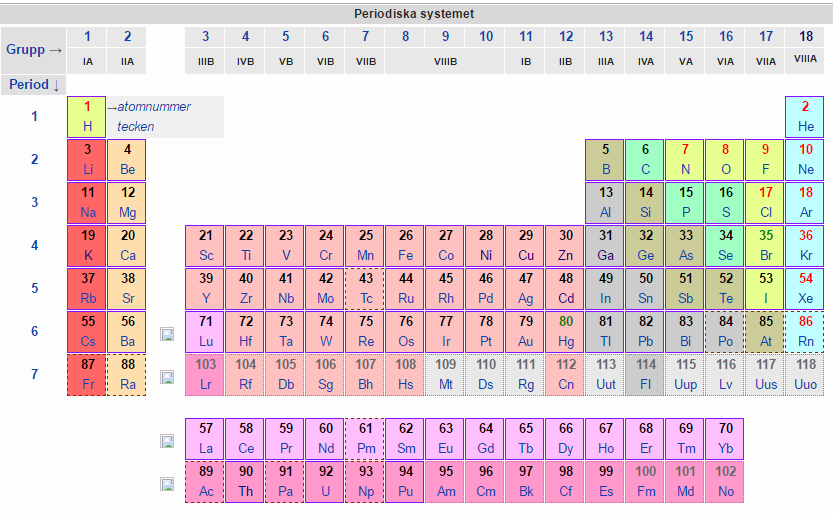 Periodiska systemet
Grupp → 1 2 3 4 5 6 7 8 9 10 11 12 13 14 15 16 17 18
IA IIA IIIB IVB VB VIB VIIB VIIIB IB IIB IIIA IVA VA VIA VIIA VIIIA
Period ↓
1 1 →atomnummer 2
H tecken He
2 3 4 5 6 7 8 9 10
Li Be B C N O F Ne
3 11 12 13 14 15 16 17 18
Na Mg Al Si P S Cl Ar
4 19 20 21 22 23 24 25 26 27 28 29 30 31 32 33 34 35 36
K Ca Sc Ti V Cr Mn Fe Co Ni Cu Zn Ga Ge As Se Br Kr
5 37 38 39 40 41 42 43 44 45 46 47 48 49 50 51 52 53 54
Rb Sr Y Zr Nb Mo Tc Ru Rh Pd Ag Cd In Sn Sb Te I Xe
6 55 56 71 72 73 74 75 76 77 78 79 80 81 82 83 84 85 86
Cs Ba Lu Hf Ta W Re Os Ir Pt Au Hg Tl Pb Bi Po At Rn
7 87 88 103 104 105 106 107 108 109 110 111 112 113 114 115 116 117 118
Fr Ra Lr Rf Db Sg Bh Hs Mt Ds Rg Cn Uut Fl Uup Lv Uus Uuo
57 58 59 60 61 62 63 64 65 66 67 68 69 70
La Ce Pr Nd Pm Sm Eu Gd Tb Dy Ho Er Tm Yb
89 90 91 92 93 94 95 96 97 98 99 100 101 102
Ac Th Pa U Np Pu Am Cm Bk Cf Es Fm Md No